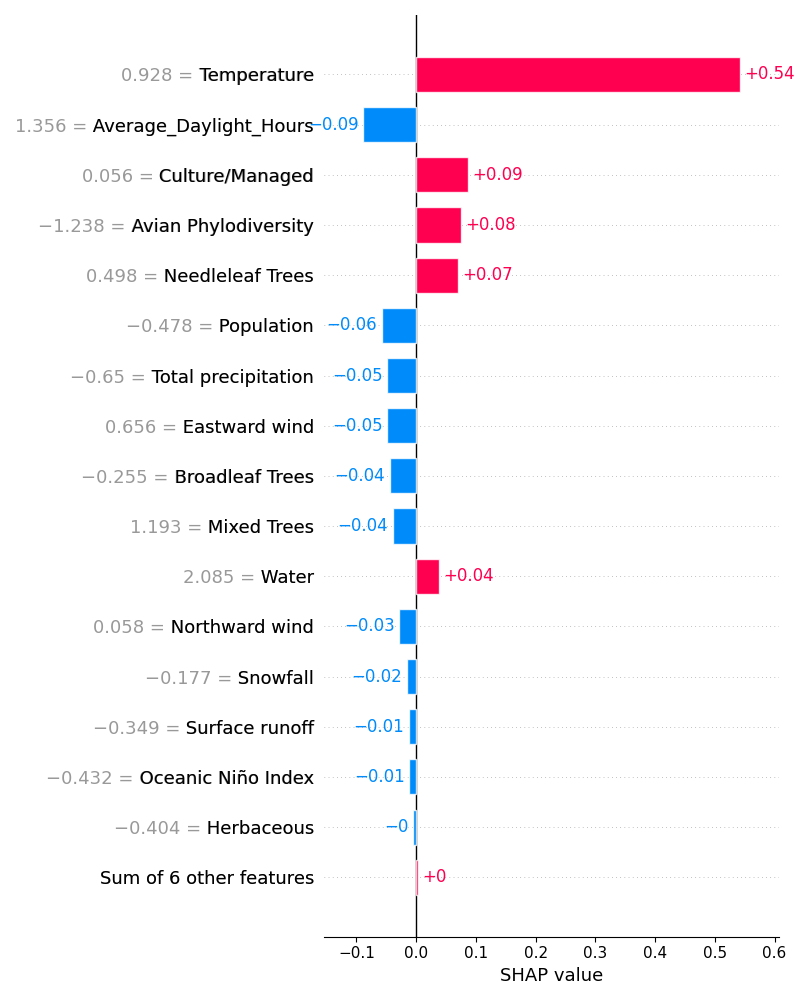 0.928 = Temperature +0.54
1.356 = Average_Daylight_Hours −0.09
0.056 = Culture/Managed +0.09
−1.238 = Avian Phylodiversity +0.08
0.498 = Needleleaf Trees +0.07
−0.478 = Population −0.06
−0.65 = Total precipitation −0.05
0.656 = Eastward wind −0.05
−0.255 = Broadleaf Trees −0.04
1.193 = Mixed Trees −0.04
2.085 = Water +0.04
0.058 = Northward wind −0.03
−0.177 = Snowfall −0.02
−0.349 = Surface runoff −0.01
−0.432 = Oceanic Niño Index −0.01
−0.404 = Herbaceous −0
Sum of 6 other features +0
−0.1 0.0 0.1 0.2 0.3 0.4 0.5 0.6
SHAP value